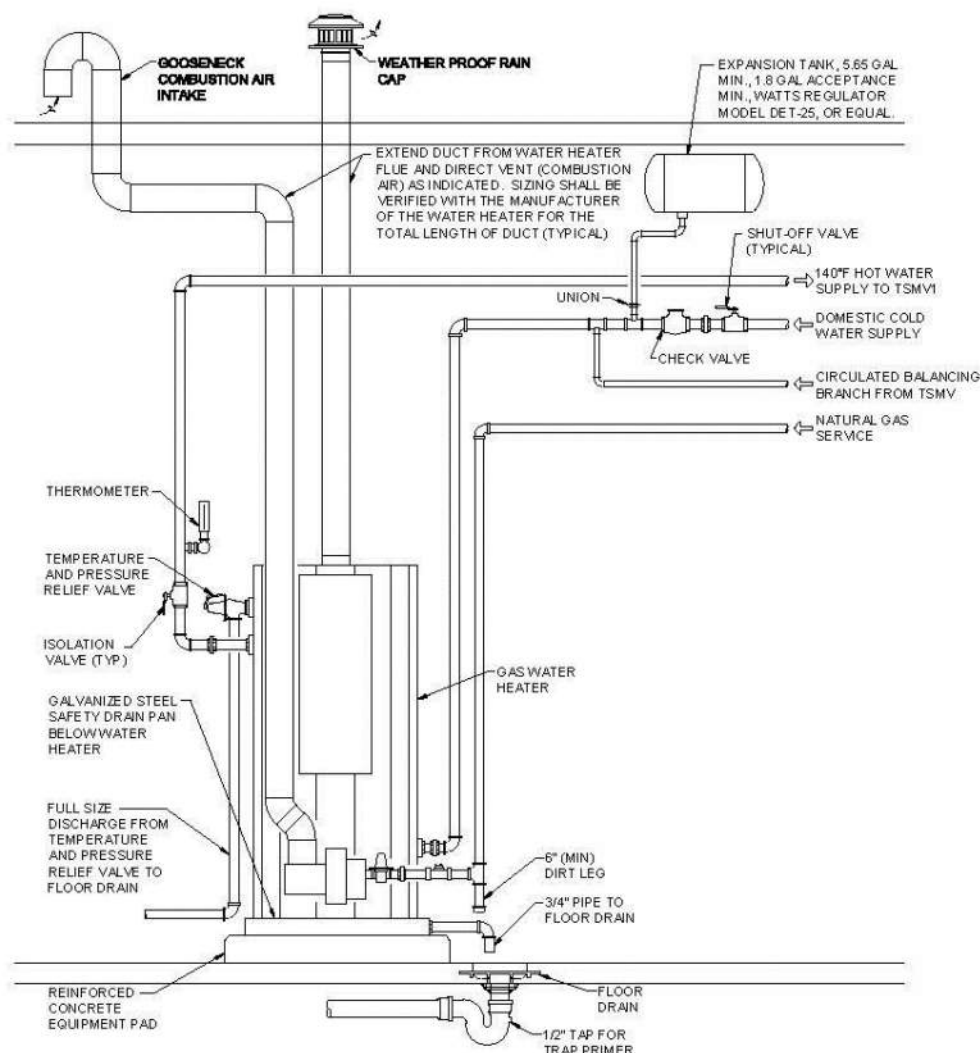 GOOSENECK
COMBUSTION AIR
INTAKE
WEATHER PROOF RAIN
CAP
EXPANSION TANK, 5.65 GAL
MIN., 1.8 GAL ACCEPTANCE
MIN., WATTS REGULATOR
MODEL DET-25, OR EQUAL.
EXTEND DUCT FROM WATER HEATER
FLUE AND DIRECT VENT (COMBUSTION
AIR) AS INDICATED. SIZING SHALL BE
VERIFIED WITH THE MANUFACTURER
OF THE WATER HEATER FOR THE
TOTAL LENGTH OF DUCT (TYPICAL)
SHUT-OFF VALVE
(TYPICAL)
140°F HOT WATER
SUPPLY TO TSMV1
UNION
DOMESTIC COLD
WATER SUPPLY
CHECK VALVE
CIRCULATED BALANCING
BRANCH FROM TSMV
NATURAL GAS
SERVICE
THERMOMETER
TEMPERATURE
AND PRESSURE
RELIEF VALVE
ISOLATION
VALVE (TYP)
GAS WATER
HEATER
GALVANIZED STEEL
SAFETY DRAIN PAN
BELOW WATER
HEATER
FULL SIZE
DISCHARGE FROM
TEMPERATURE
AND PRESSURE
RELIEF VALVE TO
FLOOR DRAIN
6" (MIN)
DIRT LEG
3/4" PIPE TO
FLOOR DRAIN
REINFORCED
CONCRETE
EQUIPMENT PAD
FLOOR
DRAIN
1/2" TAP FOR
TRAP PRIMER